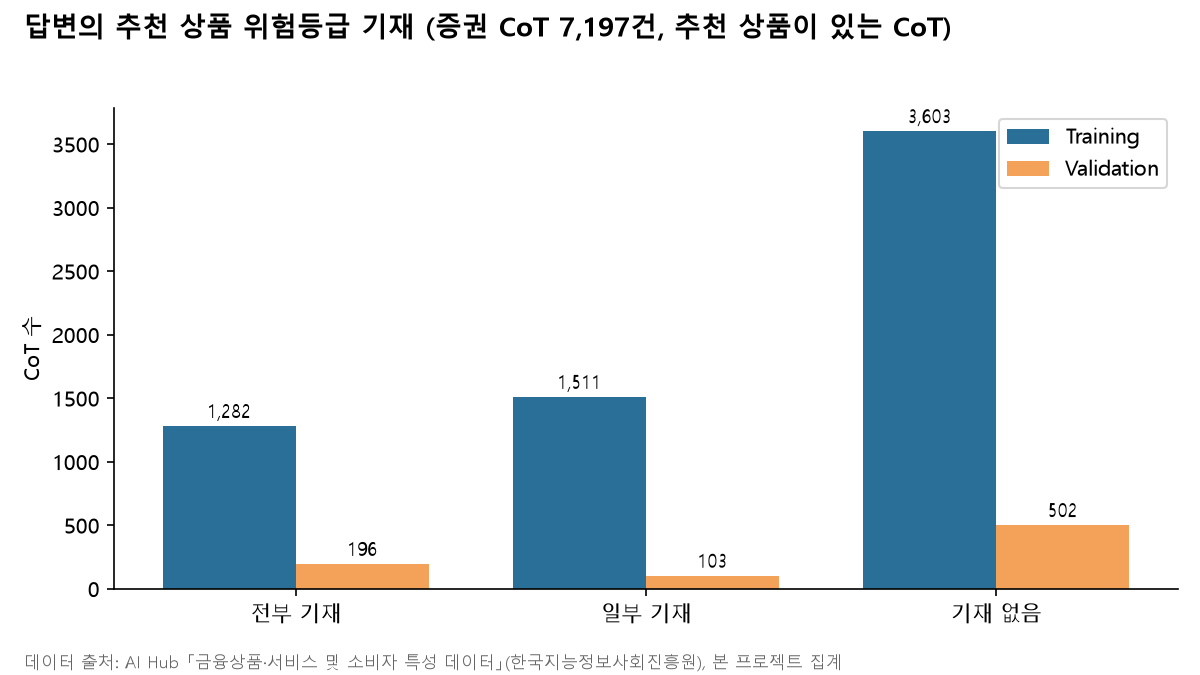 답변의 추천 상품 위험등급 기재 (증권 CoT 7,197건, 추천 상품이 있는 CoT)
3,603
Training
Validation
3500
3000
2500
2000
CoT 수
1,511
1500
1,282
1000
500
502
196
103
0
전부 기재
일부 기재
기재 없음
데이터 출처: AI Hub 「금융상품·서비스 및 소비자 특성 데이터」(한국지능정보사회진흥원), 본 프로젝트 집계